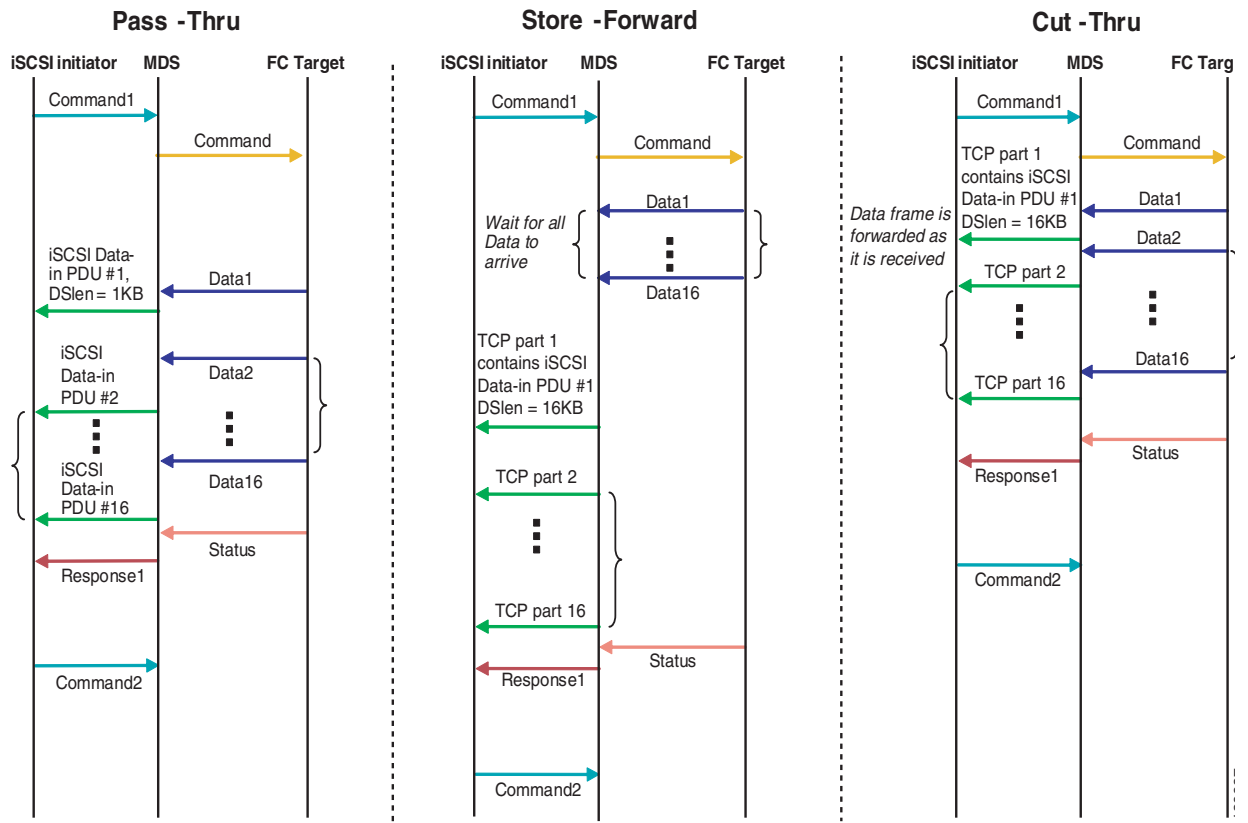 Pass -Thru
iSCSI initiator MDS FC Target
Command1
Command
iSCSI Data-
in PDU #1,
DSlen = 1KB
Data1
iSCSI
Data-in
PDU #2
Data2
iSCSI
Data-in
PDU #16
Data16
Status
Response1
Command2
Store -Forward
iSCSI initiator MDS FC Target
Command1
Command
Data1
Wait for all
Data to
arrive
Data16
TCP part 1
contains iSCSI
Data-in PDU #1
DSlen = 16KB
TCP part 2
TCP part 16
Status
Response1
Command2
Cut -Thru
iSCSI initiator MDS FC Targ
Command1
Command
TCP part 1
contains iSCSI
Data-in PDU #1
DSlen = 16KB
Data1
Data frame is
forwarded as
it is received
Data2
TCP part 2
Data16
TCP part 16
Status
Response1
Command2